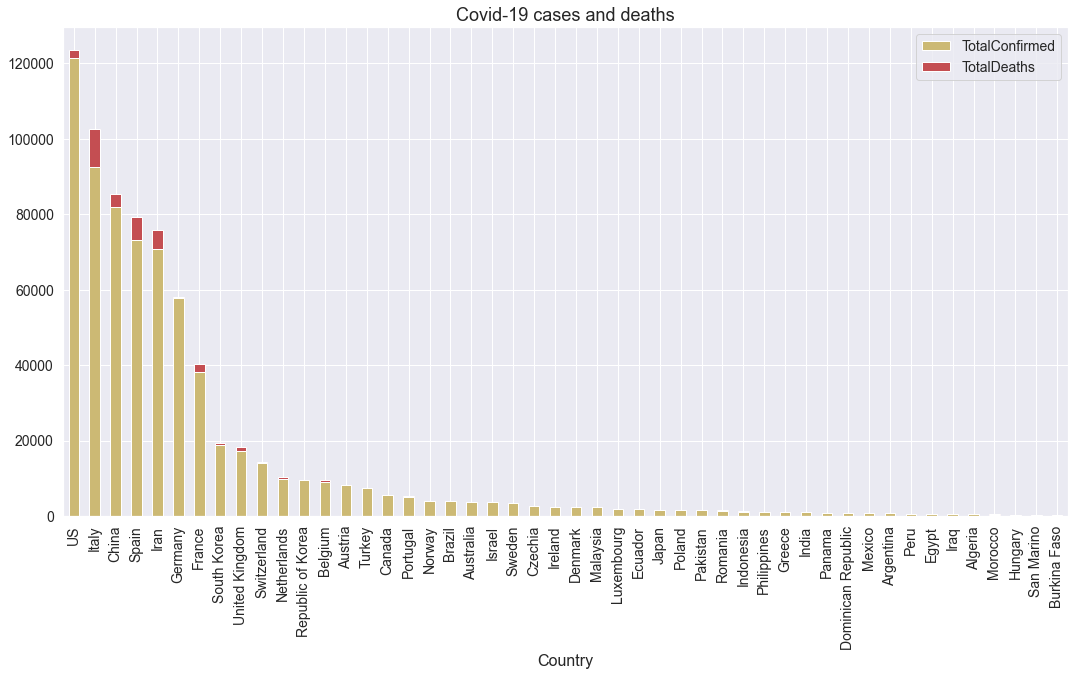 Covid-19 cases and deaths
TotalConfirmed
TotalDeaths
120000
100000
80000
60000
40000
20000
0
US
Italy
China
Spain
Iran
Germany
France
South Korea
United Kingdom
Switzerland
Netherlands
Republic of Korea
Belgium
Austria
Turkey
Canada
Portugal
Norway
Brazil
Australia
Israel
Sweden
Czechia
Ireland
Denmark
Malaysia
Luxembourg
Ecuador
Japan
Poland
Pakistan
Romania
Indonesia
Philippines
Greece
India
Panama
Dominican Republic
Mexico
Argentina
Peru
Egypt
Iraq
Algeria
Morocco
Hungary
San Marino
Burkina Faso
Country